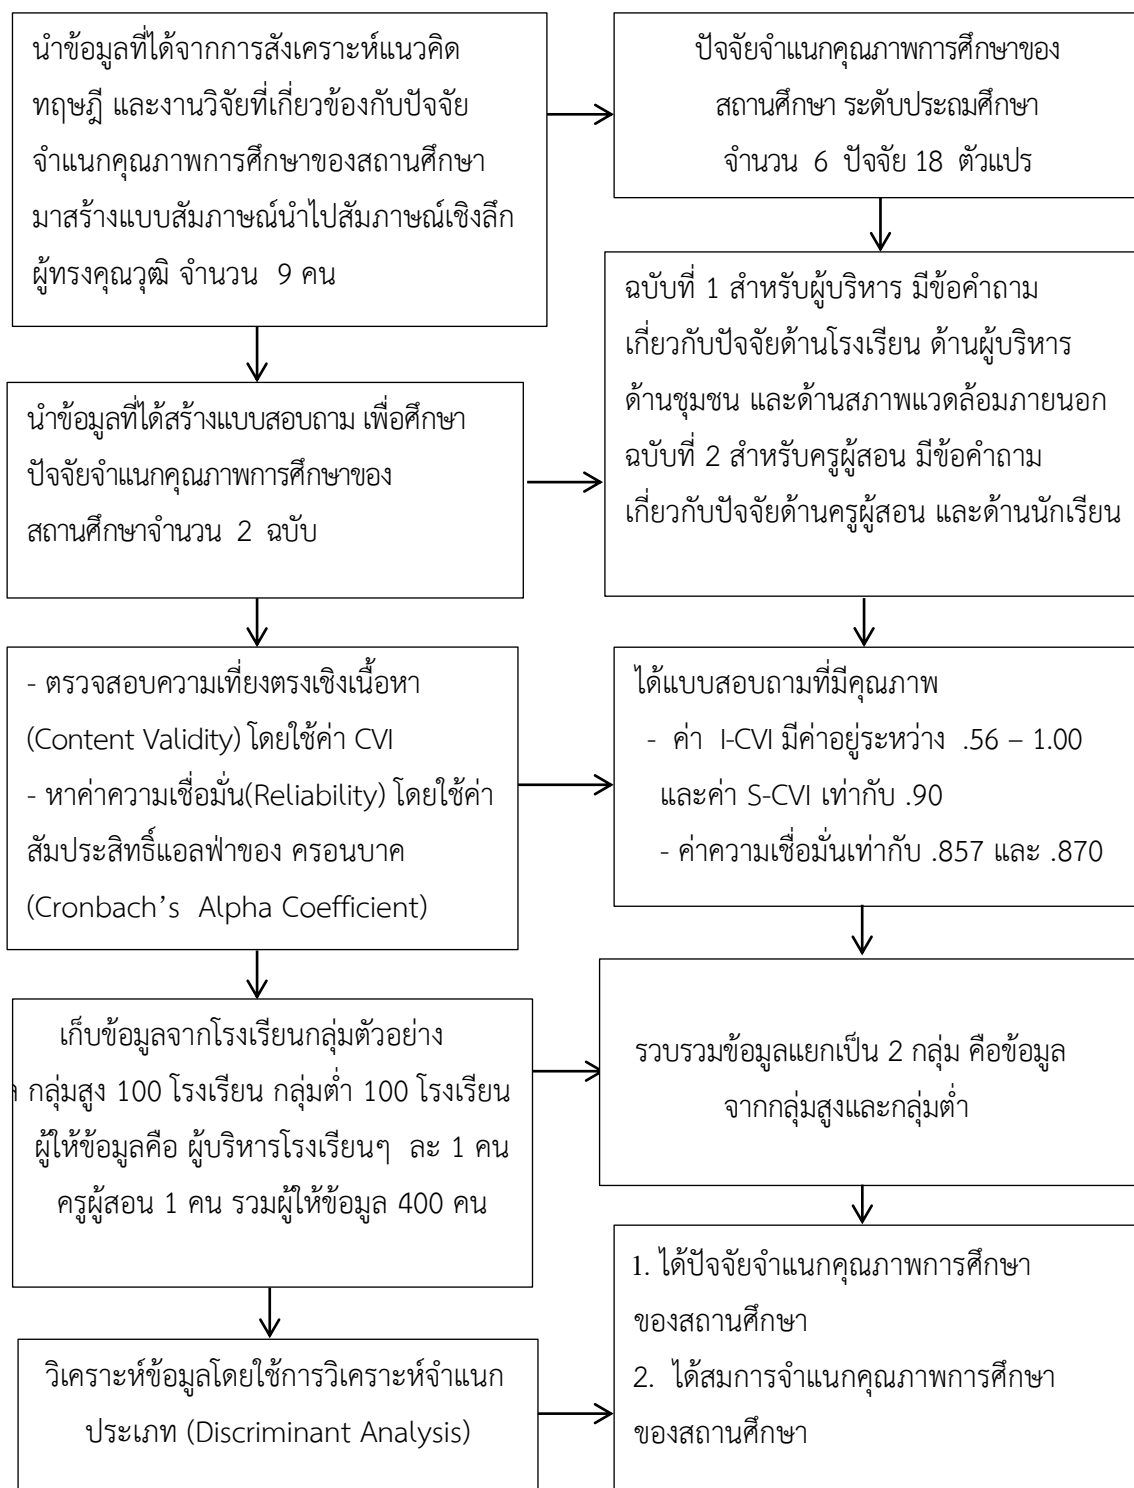 นำข้อมูลที่ได้จากการสังเคราะห์แนวคิด
ทฤษฎี และงานวิจัยที่เกี่ยวข้องกับปัจจัย
จำแนกคุณภาพการศึกษาของสถานศึกษา
มาสร้างแบบสัมภาษณ์นำไปสัมภาษณ์เชิงลึก
ผู้ทรงคุณวุฒิ จำนวน 9 คน
ปัจจัยจำแนกคุณภาพการศึกษาของ
สถานศึกษา ระดับประถมศึกษา
จำนวน 6 ปัจจัย 18 ตัวแปร
นำข้อมูลที่ได้สร้างแบบสอบถาม เพื่อศึกษา
ปัจจัยจำแนกคุณภาพการศึกษาของ
สถานศึกษาจำนวน 2 ฉบับ
ฉบับที่ 1 สำหรับผู้บริหาร มีข้อคำถาม
เกี่ยวกับปัจจัยด้านโรงเรียน ด้านผู้บริหาร
ด้านชุมชน และด้านสภาพแวดล้อมภายนอก
ฉบับที่ 2 สำหรับครูผู้สอน มีข้อคำถาม
เกี่ยวกับปัจจัยด้านครูผู้สอน และด้านนักเรียน
- ตรวจสอบความเที่ยงตรงเชิงเนื้อหา
(Content Validity) โดยใช้ค่า CVI
- หาค่าความเชื่อมั่น(Reliability) โดยใช้ค่า
สัมประสิทธิ์แอลฟ่าของ ครอนบาค
(Cronbach's Alpha Coefficient)
ได้แบบสอบถามที่มีคุณภาพ
- ค่า I-CVI มีค่าอยู่ระหว่าง .56 – 1.00
และค่า S-CVI เท่ากับ .90
- ค่าความเชื่อมั่นเท่ากับ .857 และ .870
เก็บข้อมูลจากโรงเรียนกลุ่มตัวอย่าง
กลุ่มสูง 100 โรงเรียน กลุ่มต่ำ 100 โรงเรียน
ผู้ให้ข้อมูลคือ ผู้บริหารโรงเรียนๆ ละ 1 คน
ครูผู้สอน 1 คน รวมผู้ให้ข้อมูล 400 คน
รวบรวมข้อมูลแยกเป็น 2 กลุ่ม คือข้อมูล
จากกลุ่มสูงและกลุ่มต่ำ
วิเคราะห์ข้อมูลโดยใช้การวิเคราะห์จำแนก
ประเภท (Discriminant Analysis)
1. ได้ปัจจัยจำแนกคุณภาพการศึกษา
ของสถานศึกษา
2. ได้สมการจำแนกคุณภาพการศึกษา
ของสถานศึกษา